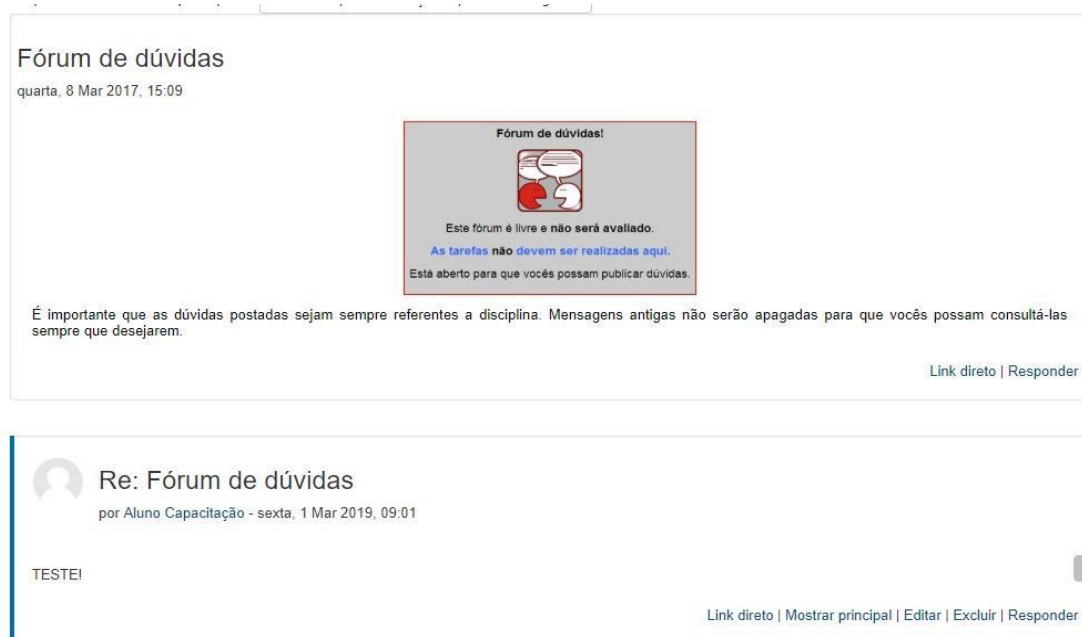 Fórum de dúvidas
quarta, 8 Mar 2017, 15:09
Fórum de dúvidas!
Este fórum é livre e não será avaliado.
As tarefas não devem ser realizadas aqui.
Está aberto para que vocês possam publicar dúvidas.
É importante que as dúvidas postadas sejam sempre referentes a disciplina. Mensagens antigas não serão apagadas para que vocês possam consultá-las
sempre que desejarem.
Link direto | Responder
Re: Fórum de dúvidas
por Aluno Capacitação - sexta, 1 Mar 2019, 09:01
TESTE!
Link direto | Mostrar principal | Editar | Excluir | Responder